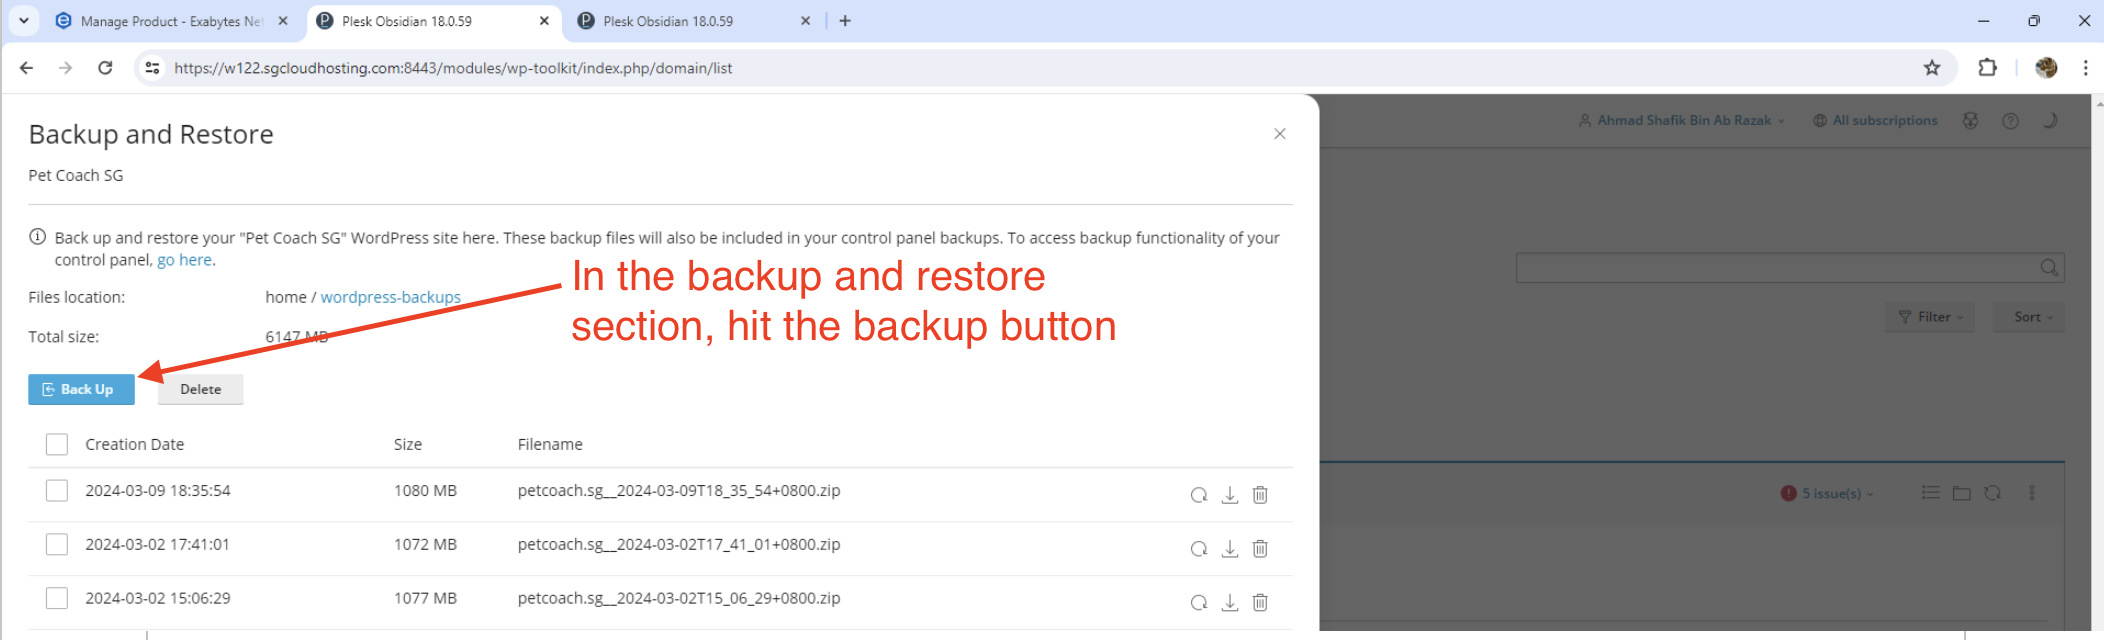 Manage Product - Exabytes Net
Plesk Obsidian 18.0.59
Plesk Obsidian 18.0.59
https://w122.sgcloudhosting.com:8443/modules/wp-toolkit/index.php/domain/list
Backup and Restore
Ahmad Shafik Bin Ab Razak
All subscriptions
Pet Coach SG
Back up and restore your "Pet Coach SG" WordPress site here. These backup files will also be included in your control panel backups. To access backup functionality of your
control panel, go here.
In the backup and restore
section, hit the backup button
Files location: home / wordpress-backups
Filter
Sort
Total size: 6147 MB
Back Up
Delete
Creation Date Size Filename
2024-03-09 18:35:54 1080 MB petcoach.sg__2024-03-09T18_35_54+0800.zip
5 issue(s)
2024-03-02 17:41:01 1072 MB petcoach.sg__2024-03-02T17_41_01+0800.zip
2024-03-02 15:06:29 1077 MB petcoach.sg__2024-03-02T15_06_29+0800.zip